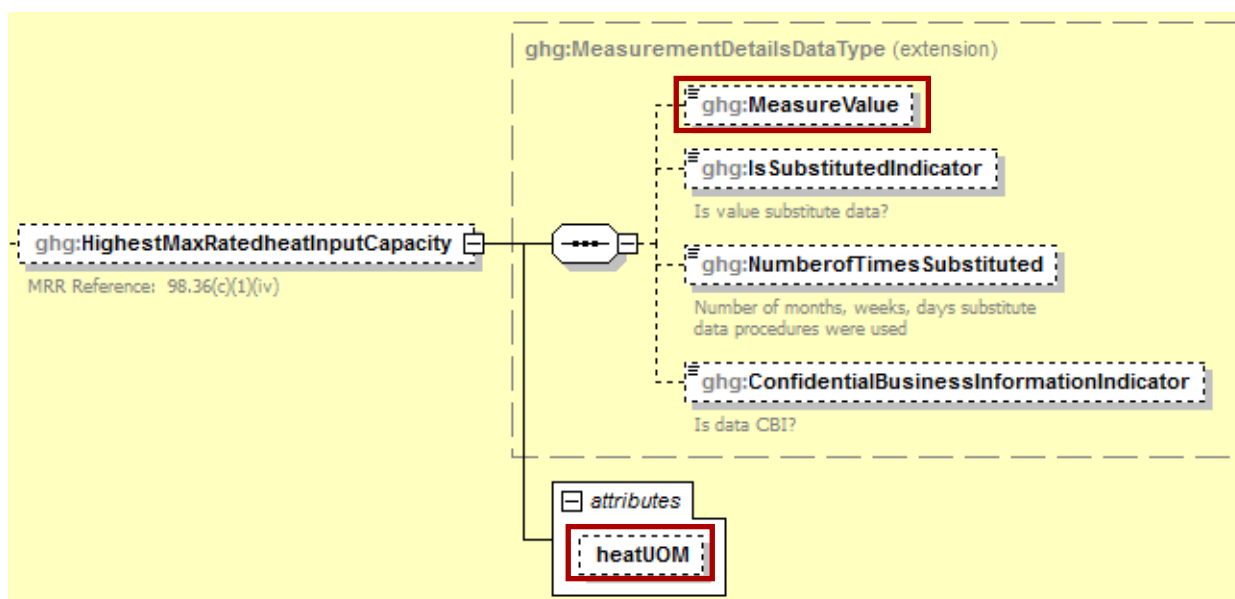 ghg:MeasurementDetailsDataType (extension)
ghg:MeasureValue
ghg:IsSubstitutedIndicator
Is value substitute data?
ghg:HighestMaxRatedheatInputCapacity
MRR Reference: 98.36(c)(1)(iv)
ghg:NumberofTimesSubstituted
Number of months, weeks, days substitute
data procedures were used
ghg:ConfidentialBusinessInformationIndicator
Is data CBI?
attributes
heatUOM